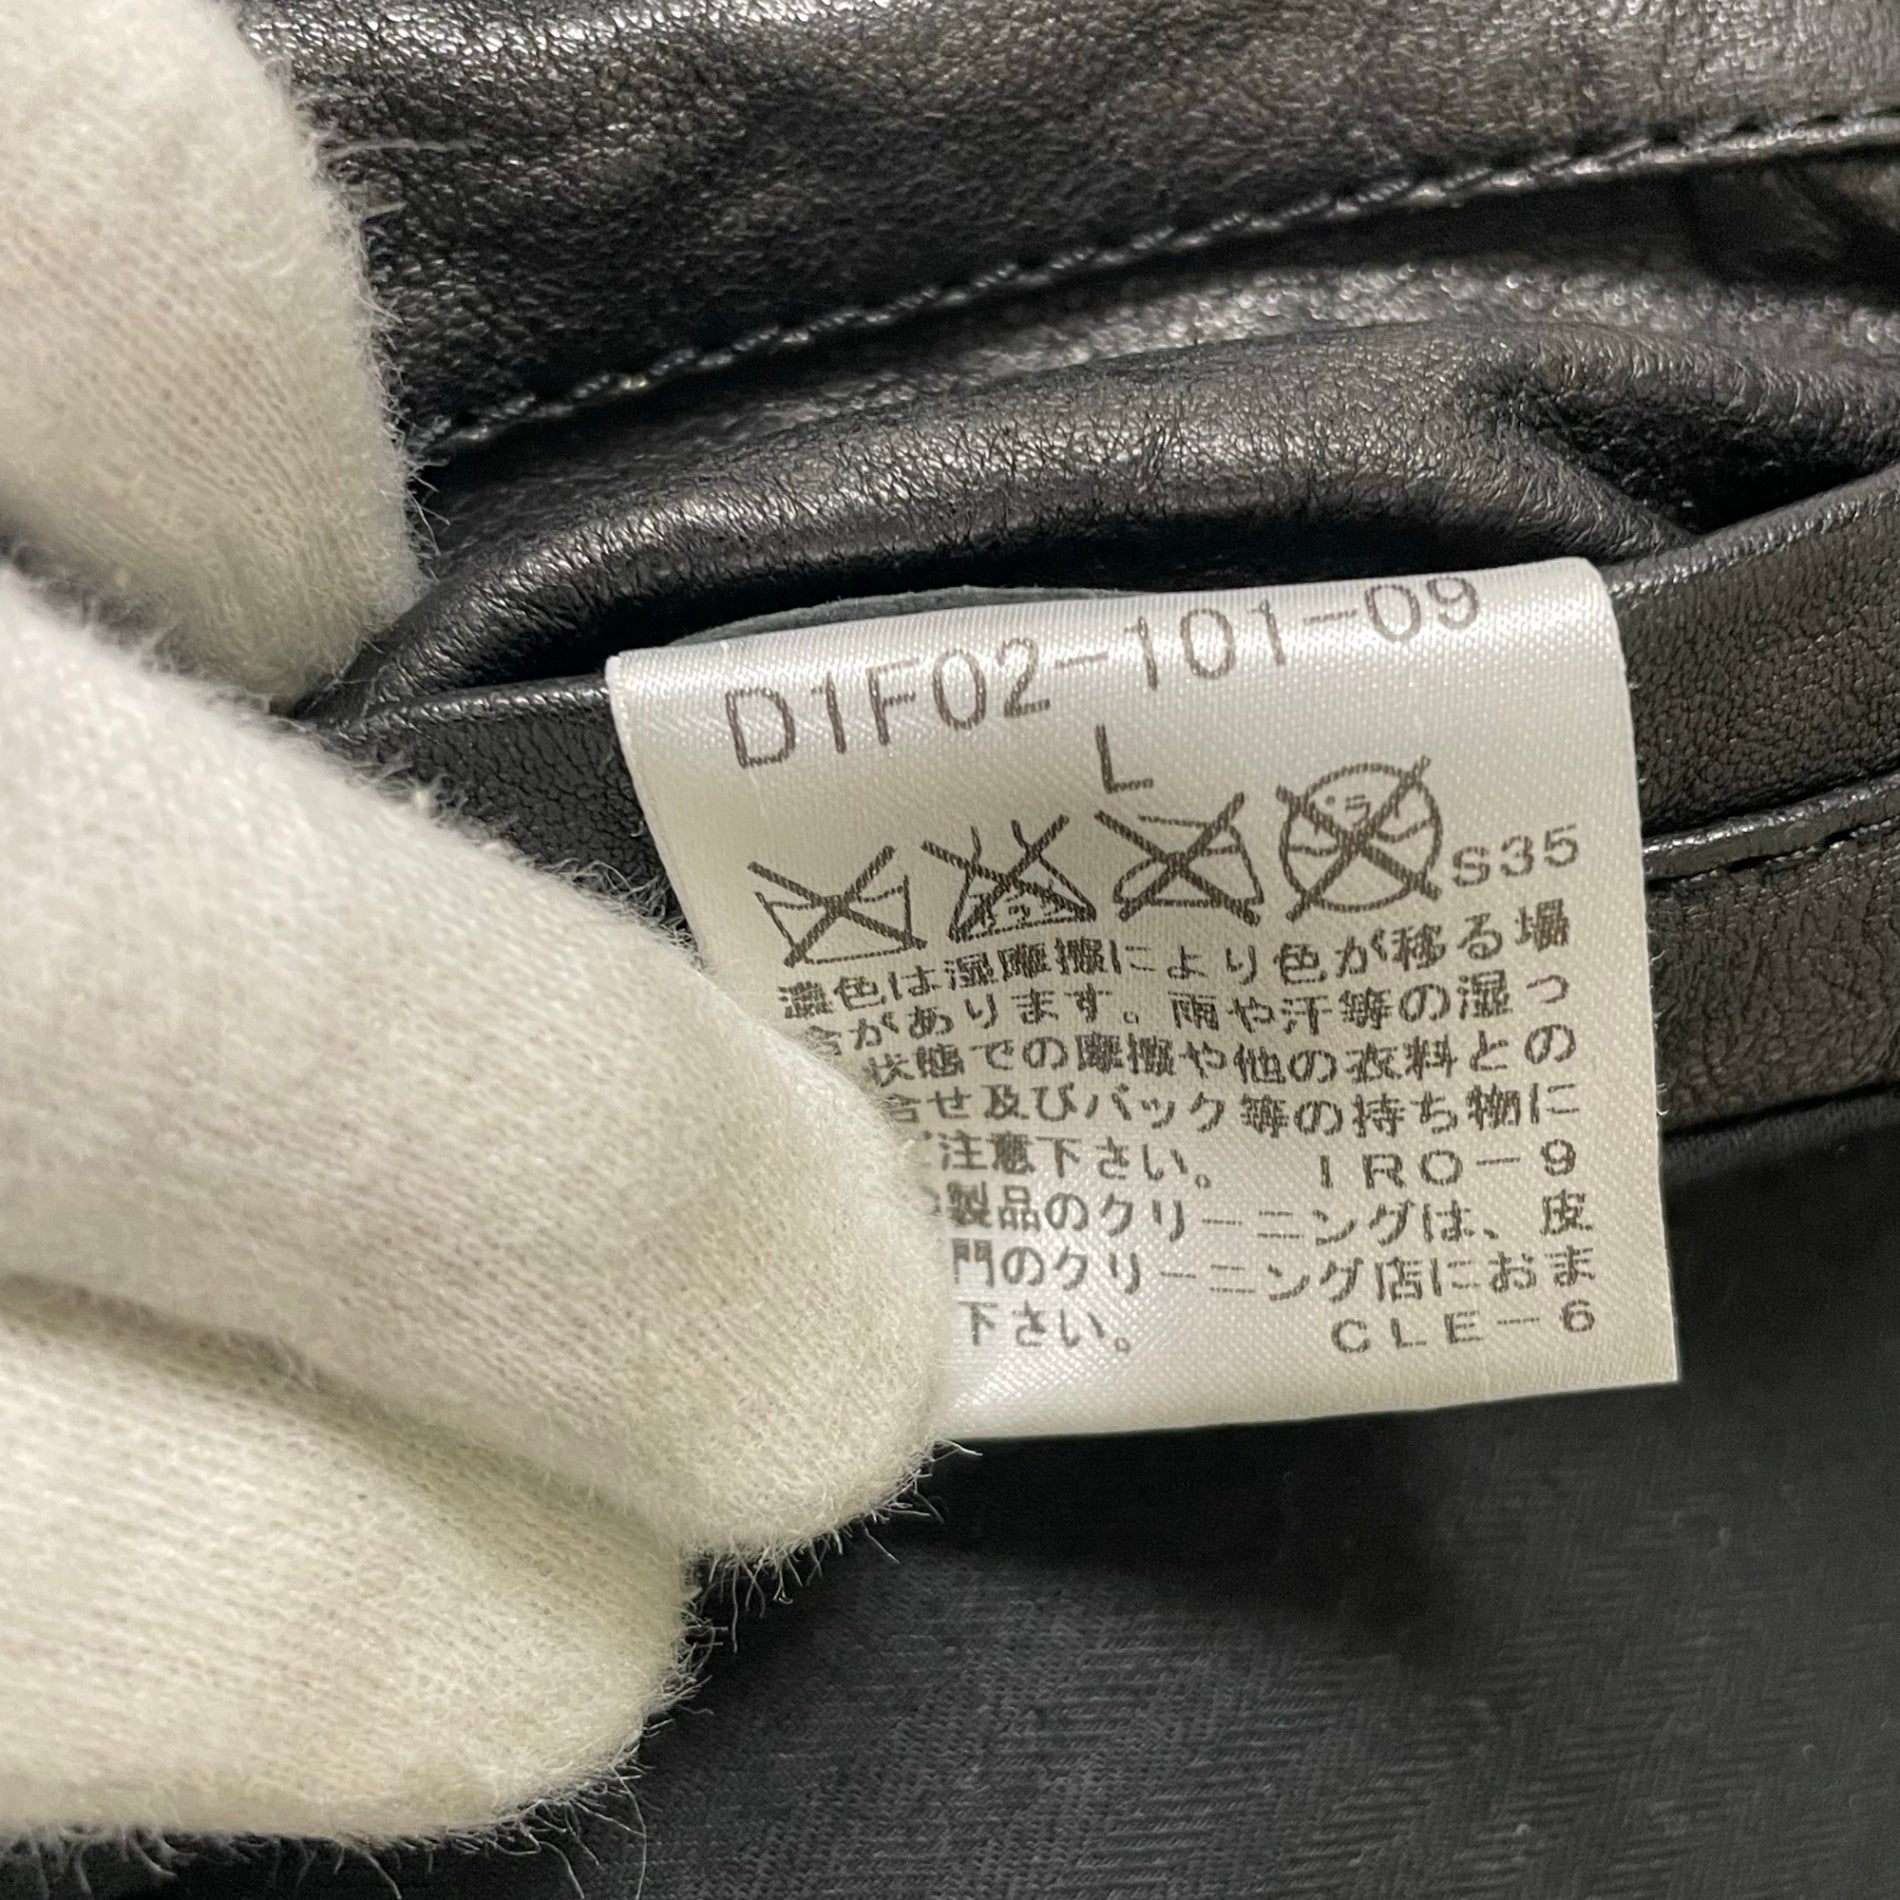 D1F02-101-09
L
S35
濃色は湿摩擦により色が移る場
合があります。雨や汗等の湿っ
状態での摩擦や他の衣料との
合せ及びバック等の持ち物に
ご注意下さい。 IRO-9
製品のクリーニングは、皮
門のクリーニング店におま
下さい。 CLE-6